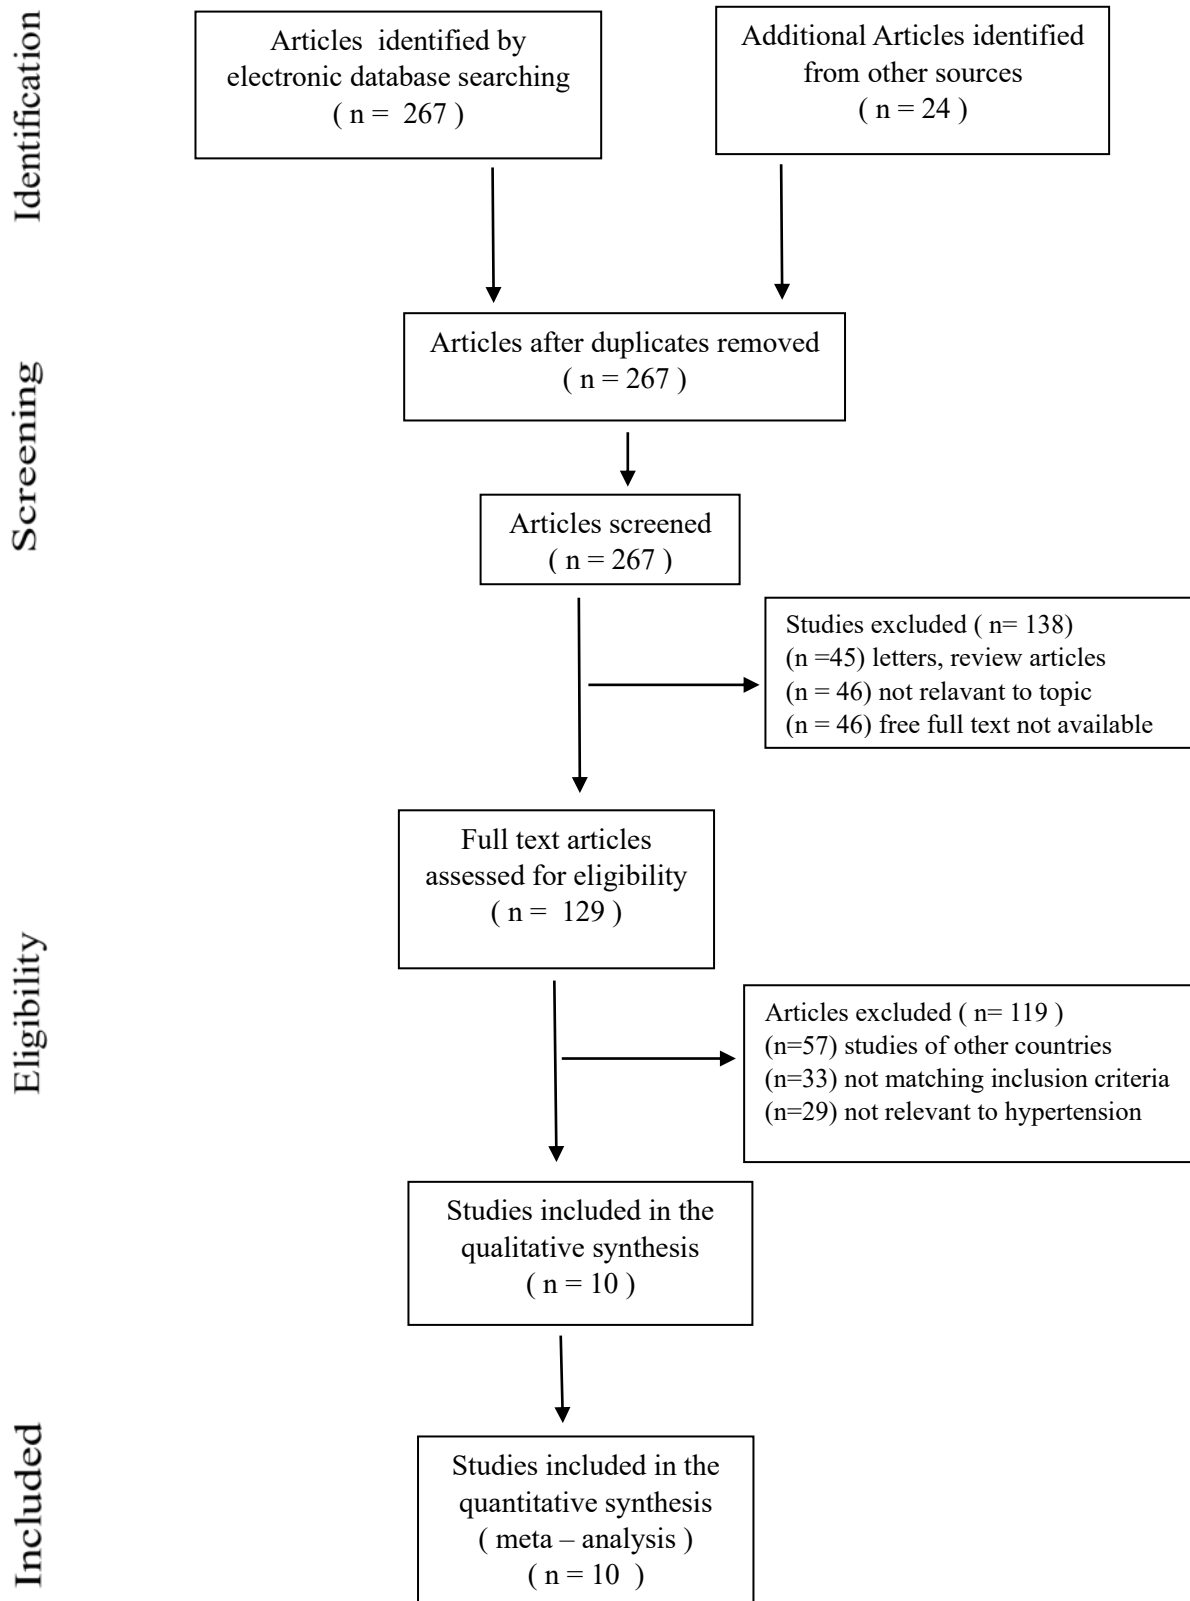 Identification
Articles  identified by
electronic database searching
( n =  267 )
Additional Articles identified
from other sources
( n = 24 )
Screening
Articles after duplicates removed
( n = 267 )
Articles screened
( n = 267 )
Studies excluded ( n= 138)
(n =45) letters, review articles
(n = 46) not relavant to topic
(n = 46) free full text not available
Eligibility
Full text articles
assessed for eligibility
( n =  129 )
Articles excluded ( n= 119 )
(n=57) studies of other countries
(n=33) not matching inclusion criteria
(n=29) not relevant to hypertension
Studies included in the
qualitative synthesis
( n = 10 )
Included
Studies included in the
quantitative synthesis
( meta – analysis )
( n = 10  )